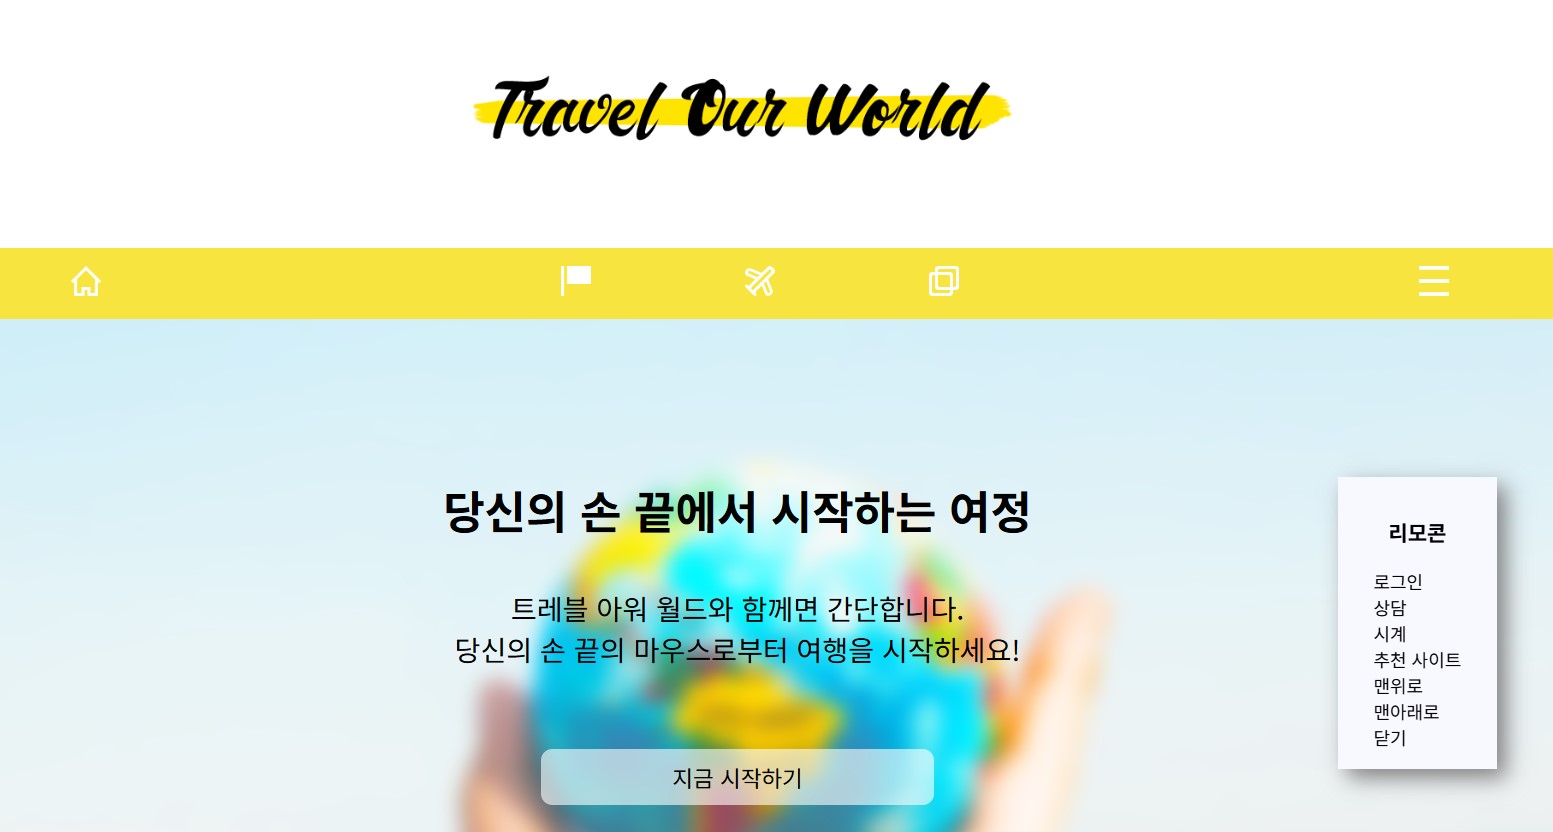 Travel Our World
당신의 손 끝에서 시작하는 여정
트레블 아워 월드와 함께면 간단합니다.
당신의 손 끝의 마우스로부터 여행을 시작하세요!
지금 시작하기
리모콘
로그인
상담
시계
추천 사이트
맨위로
맨아래로
닫기